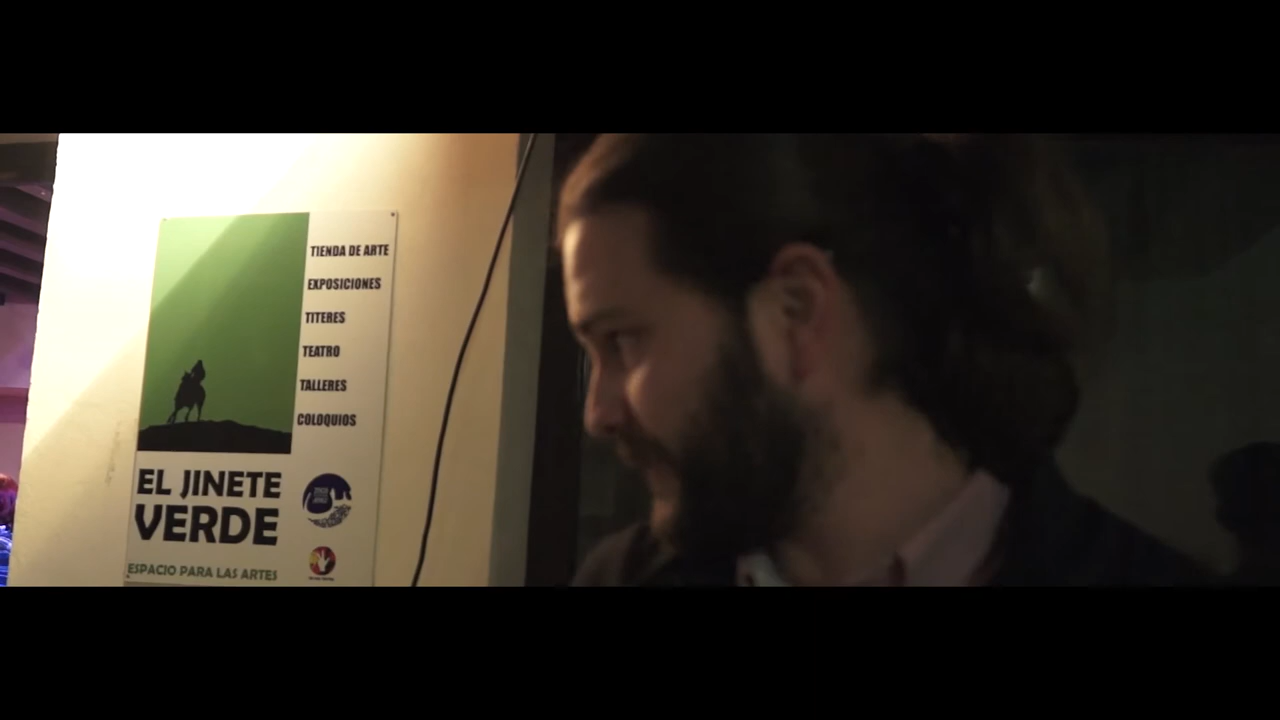 TIENDA DE ARTE
EXPOSICIONES
TITERES
TEATRO
TALLERES
COLOQUIOS
EL JINETE
VERDE
ESPACIO PARA LAS ARTES